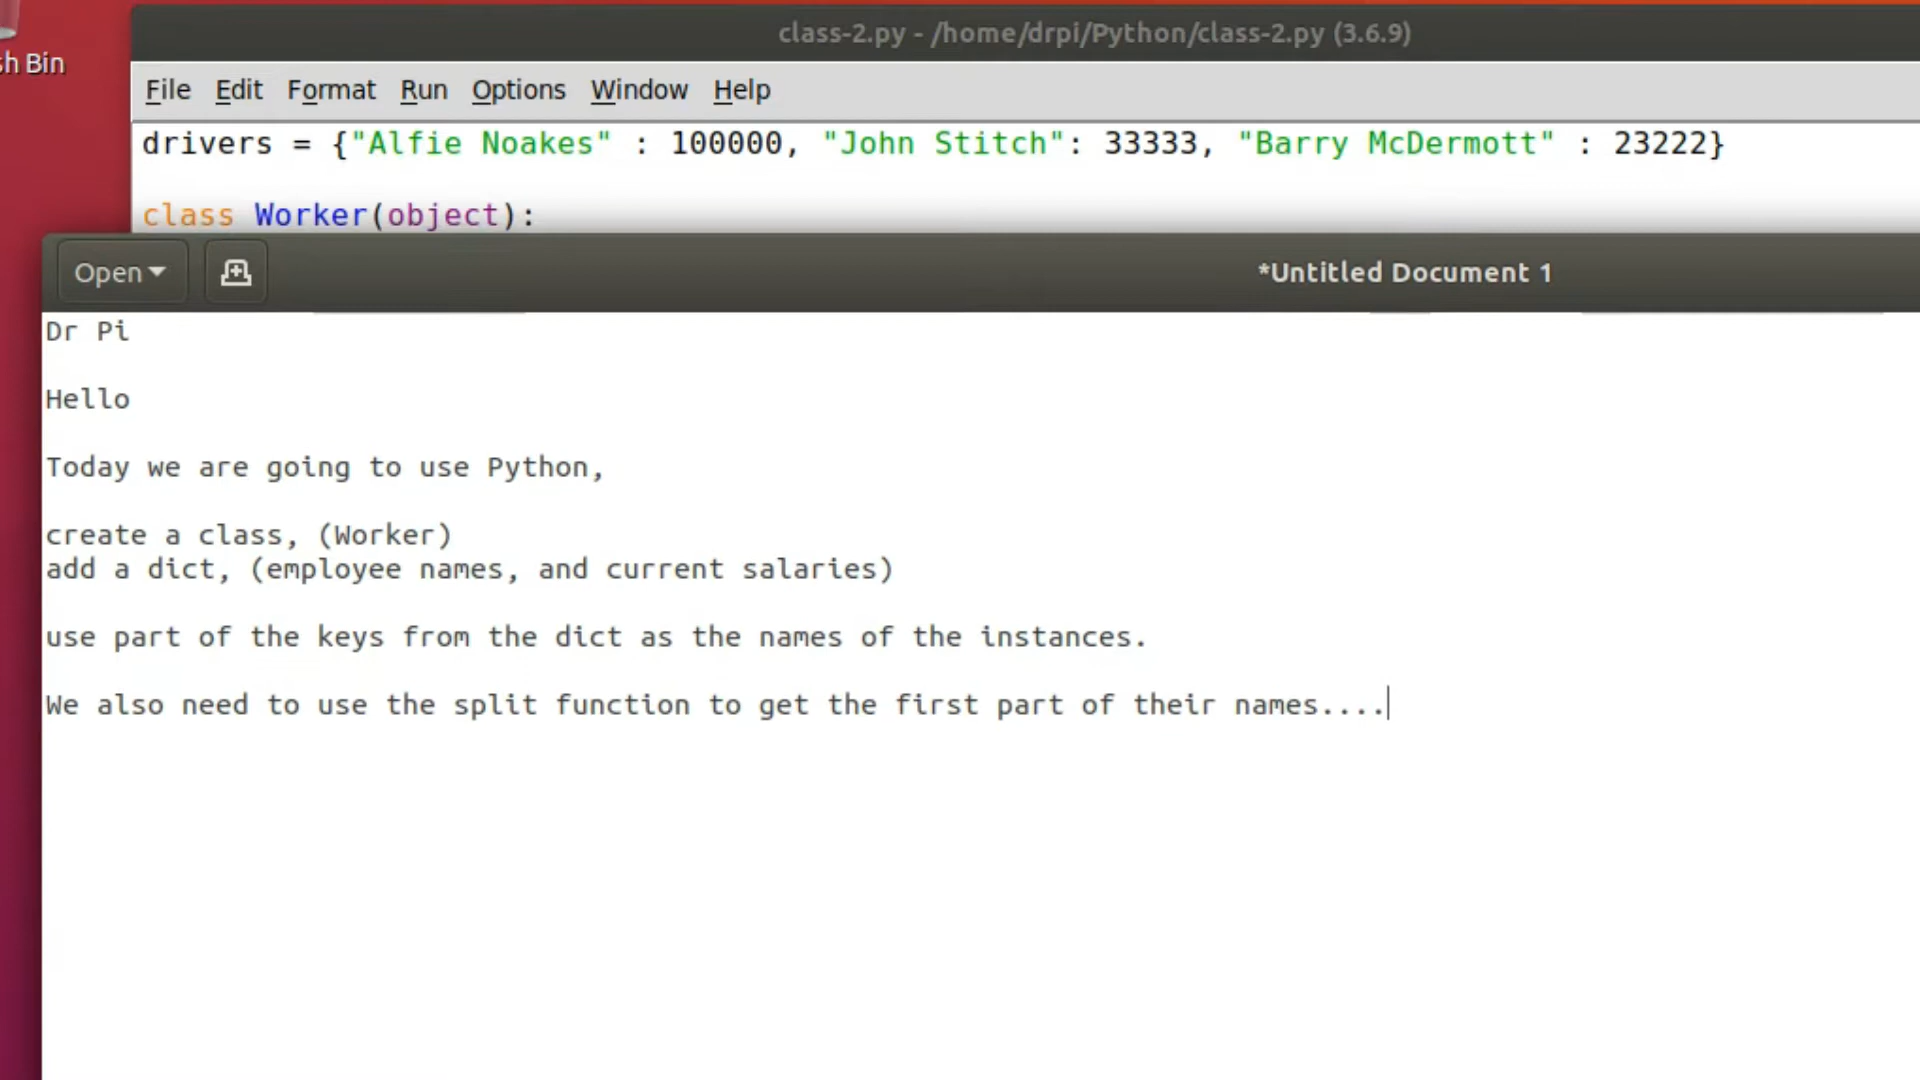 class-2.py - /home/drpi/Python/class-2.py (3.6.9)
sh Bin
File Edit Format Run Options Window Help
drivers = {"Alfie Noakes" : 100000, "John Stitch": 33333, "Barry McDermott" : 23222}
class Worker(object):
Open
*Untitled Document 1
Dr Pi
Hello
Today we are going to use Python,
create a class, (Worker)
add a dict, (employee names, and current salaries)
use part of the keys from the dict as the names of the instances.
We also need to use the split function to get the first part of their names....